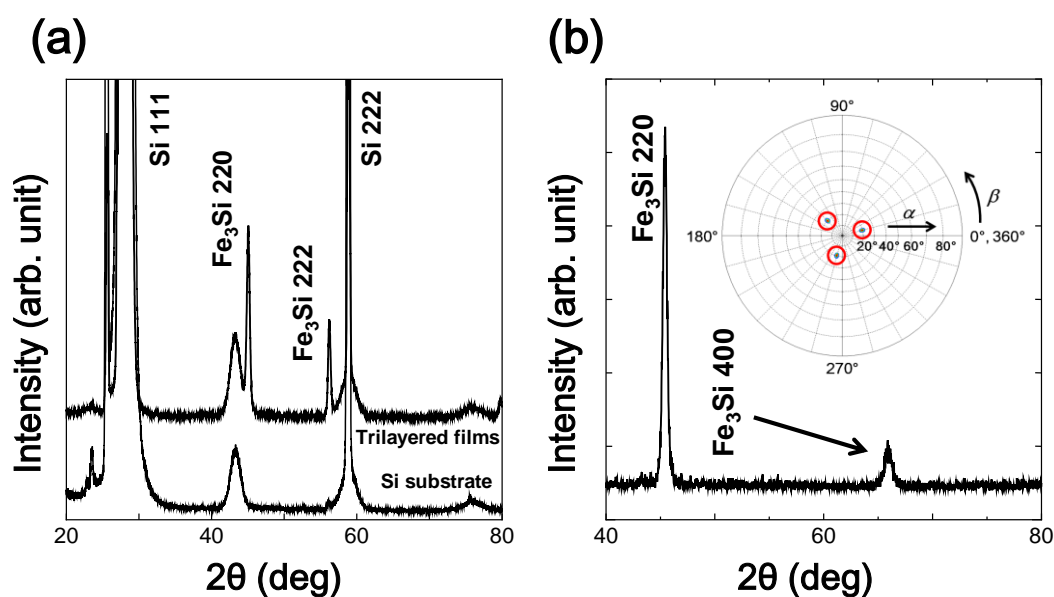 (a)
Intensity (arb. unit)
Si 111
Fe3Si 220
Fe3Si 222
Si 222
Trilayered films
Si substrate
20
40
60
80
2θ (deg)
(b)
Intensity (arb. unit)
Fe3Si 220
Fe3Si 400
90°
180°
270°
0°, 360°
20° 40° 60° 80°
α
β
40
60
80
2θ (deg)